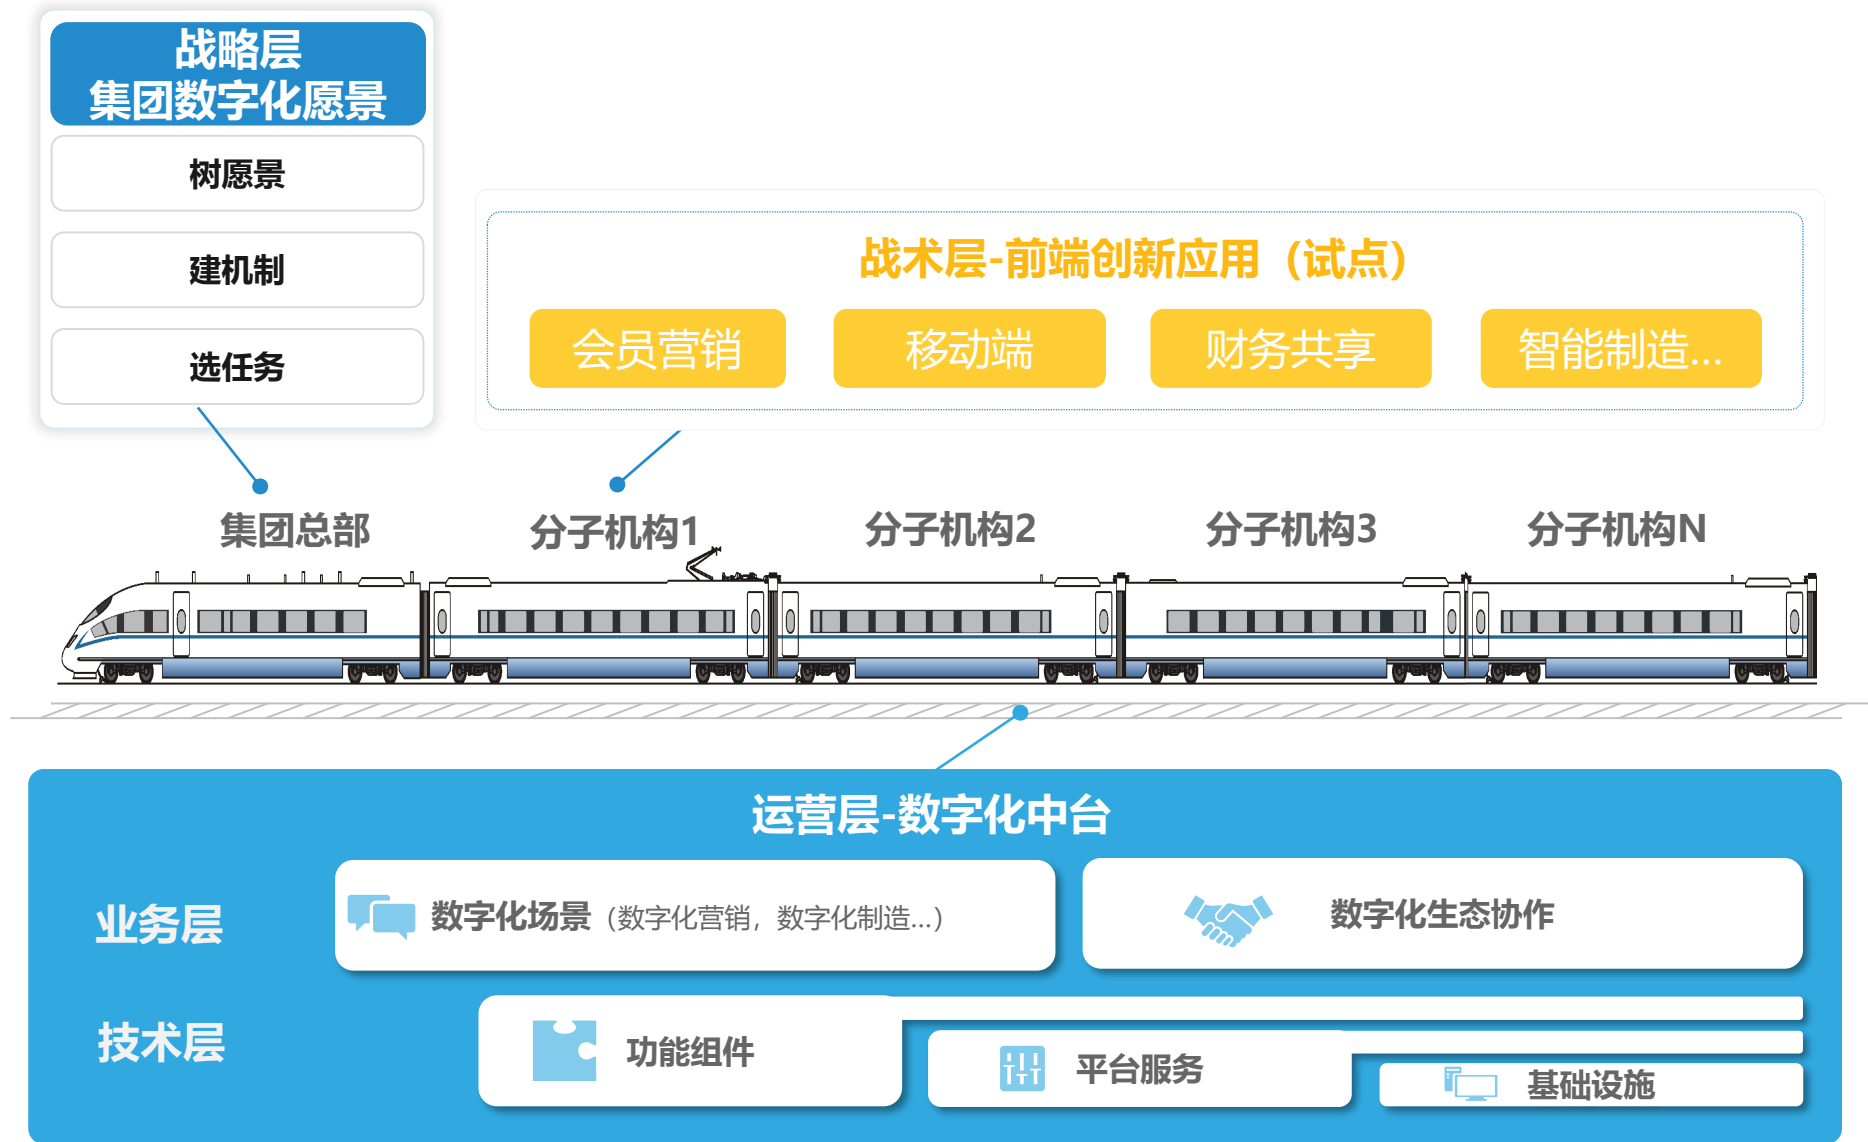 战略层
集团数字化愿景
树愿景
建机制
选任务
战术层-前端创新应用（试点）
会员营销
移动端
财务共享
智能制造...
集团总部
分子机构1
分子机构2
分子机构3
分子机构N
运营层-数字化中台
业务层
数字化场景（数字化营销，数字化制造...）
数字化生态协作
技术层
功能组件
平台服务
基础设施